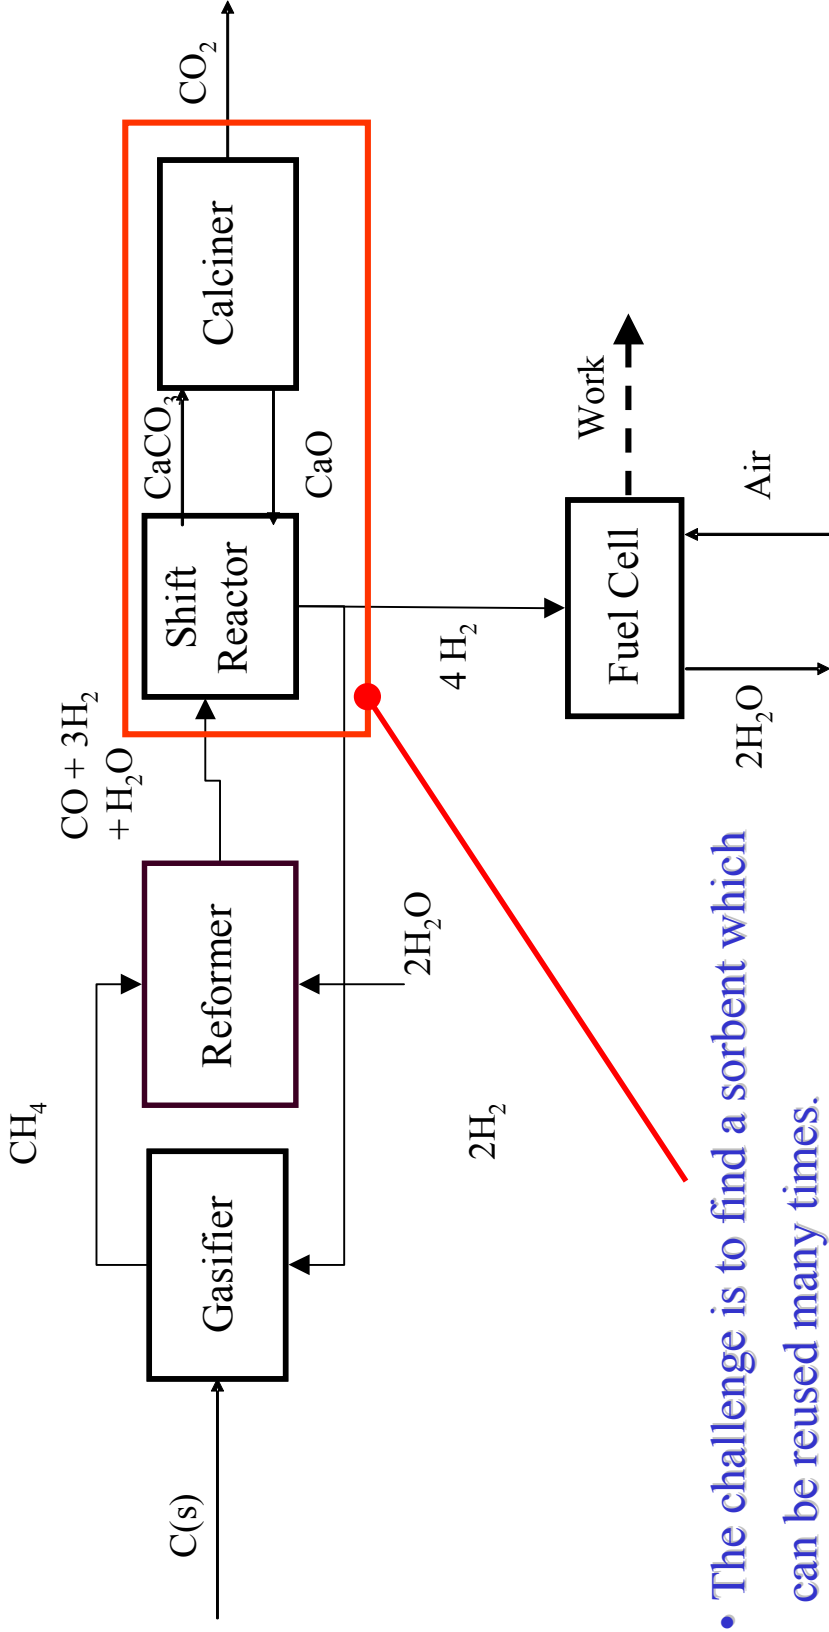 C(s)
Gasifier
CH₄
Reformer
2H₂O
CO + 3H₂
+ H₂O
Shift
Reactor
CaCO₃
CaO
Calciner
CO₂
2H₂
4 H₂
Fuel Cell
Work
2H₂O
Air
• The challenge is to find a sorbent which
can be reused many times.